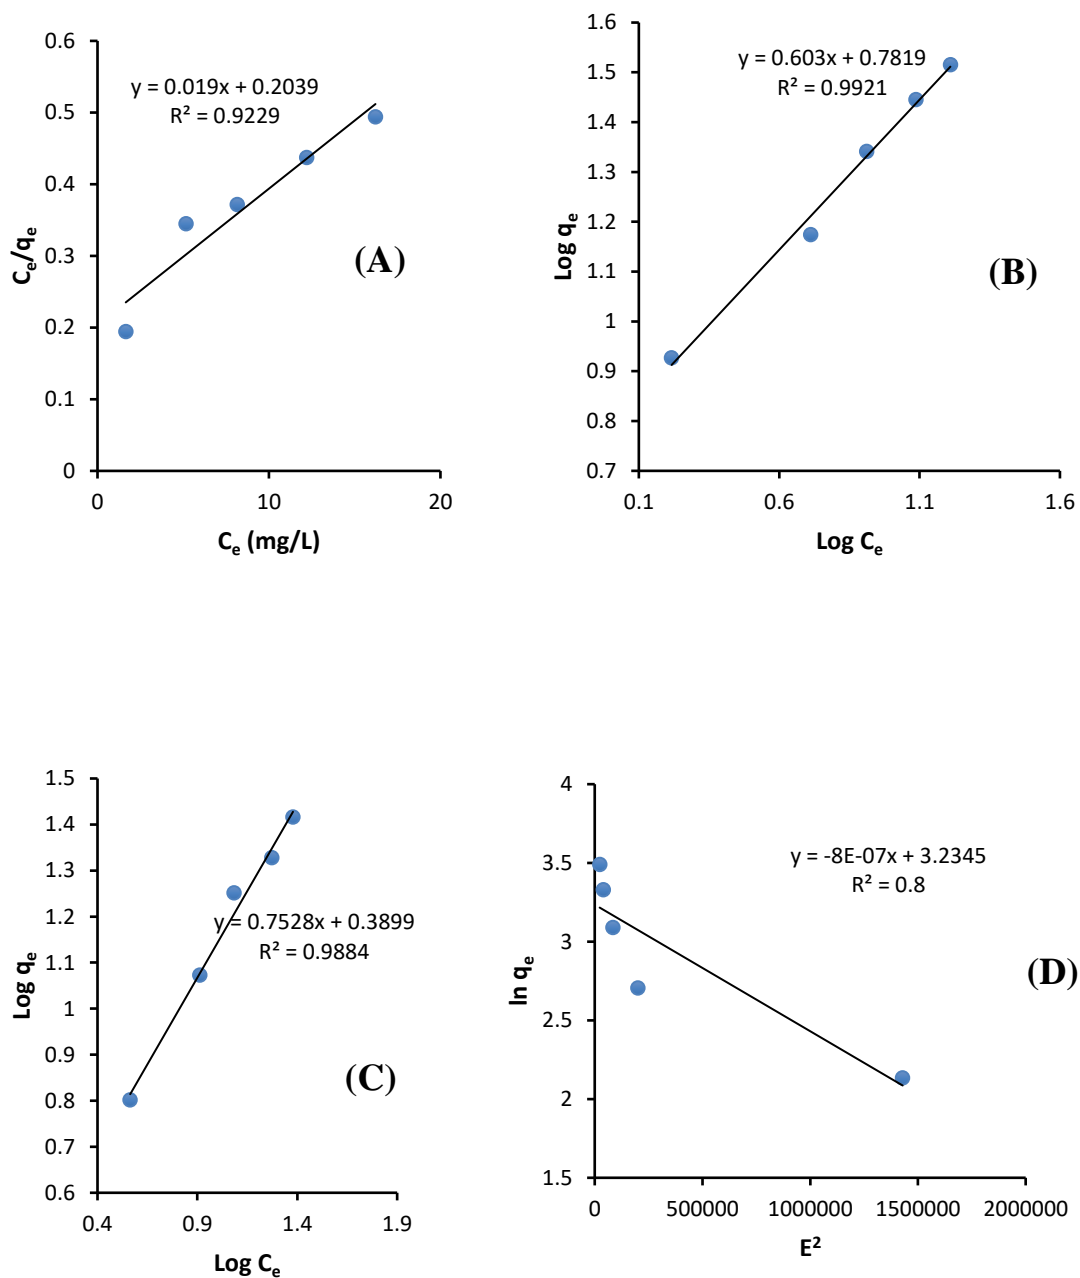 0.6
0.5
0.4
0.3
0.2
0.1
0
0
10
20
y = 0.019x + 0.2039
R² = 0.9229
(A)
Cₑ/qₑ
Cₑ (mg/L)
1.6
1.5
1.4
1.3
1.2
1.1
1
0.9
0.8
0.7
0.1
0.6
1.1
1.6
y = 0.603x + 0.7819
R² = 0.9921
(B)
Log qₑ
Log Cₑ
1.5
1.4
1.3
1.2
1.1
1
0.9
0.8
0.7
0.6
0.4
0.9
1.4
1.9
y = 0.7528x + 0.3899
R² = 0.9884
(C)
Log qₑ
Log Cₑ
4
3.5
3
2.5
2
1.5
0
500000
1000000
1500000
2000000
y = -8E-07x + 3.2345
R² = 0.8
(D)
ln qₑ
E²